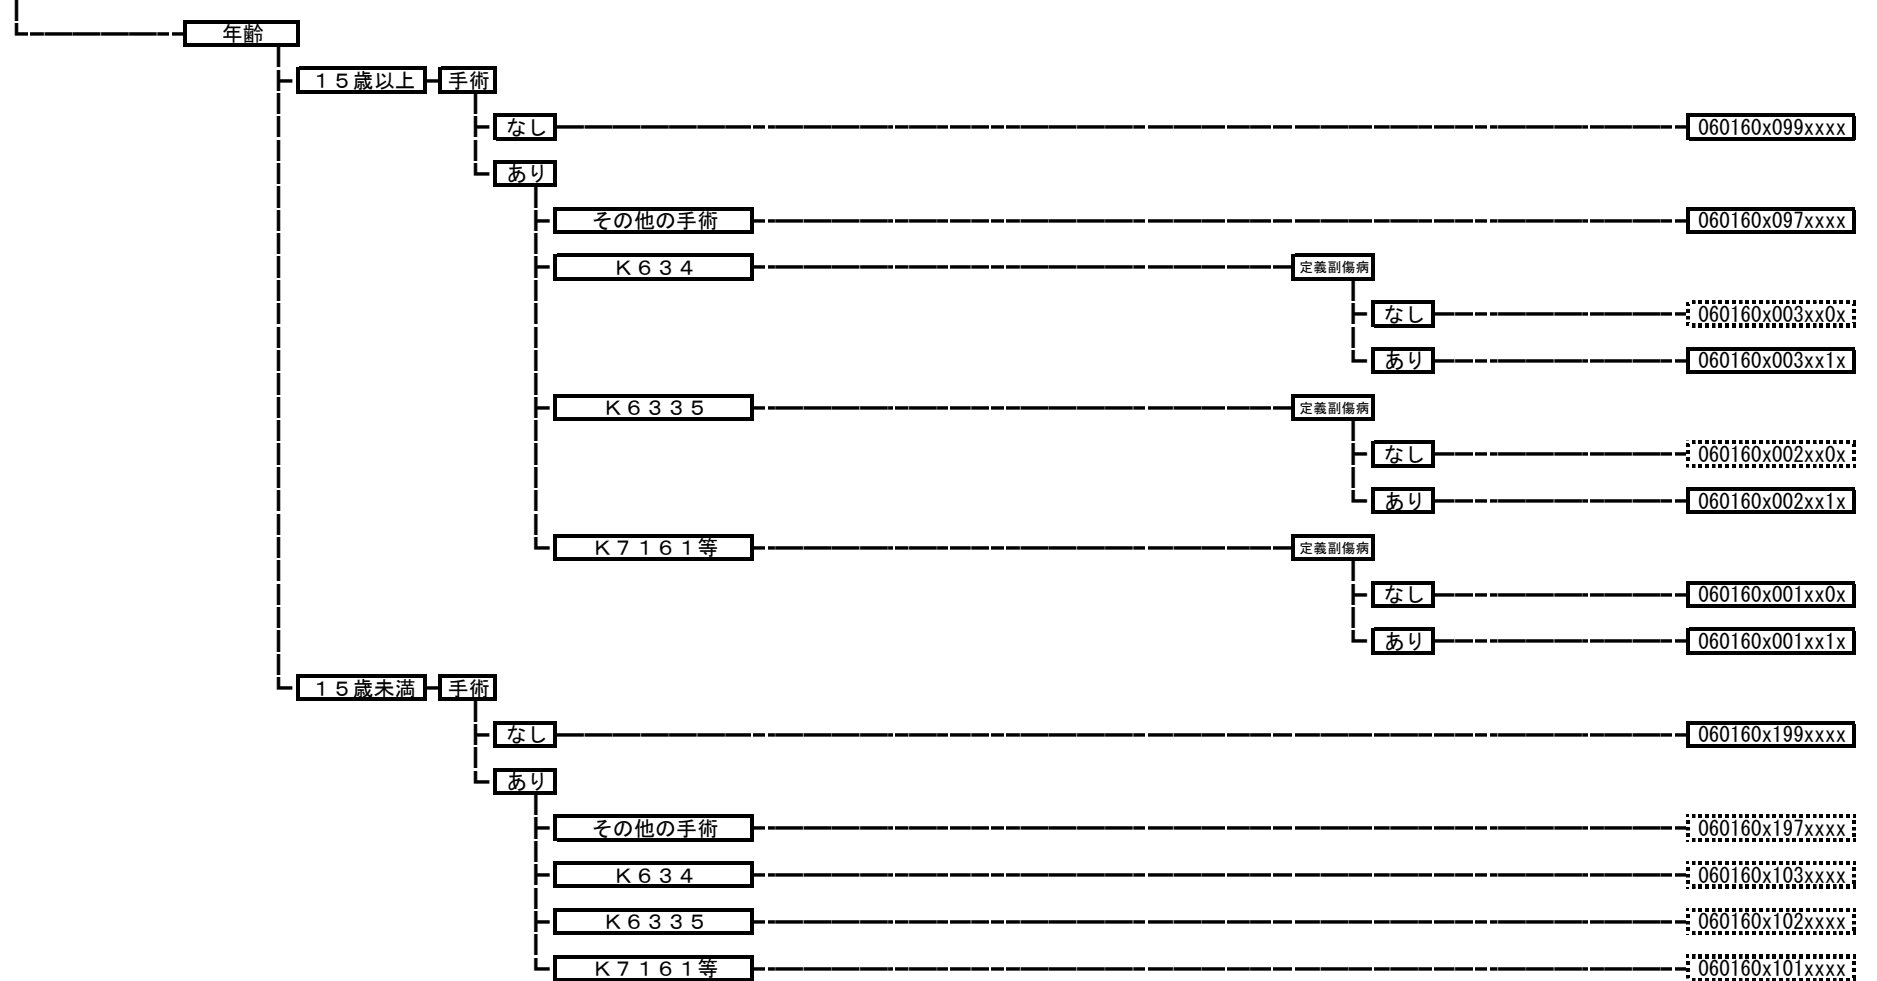 年齢
１５歳以上 手術
なし 060160x099xxxx
あり
その他の手術 060160x097xxxx
Ｋ６３４ 定義副傷病
なし 060160x003xx0x
あり 060160x003xx1x
Ｋ６３３５ 定義副傷病
なし 060160x002xx0x
あり 060160x002xx1x
Ｋ７１６１等 定義副傷病
なし 060160x001xx0x
あり 060160x001xx1x
１５歳未満 手術
なし 060160x199xxxx
あり
その他の手術 060160x197xxxx
Ｋ６３４ 060160x103xxxx
Ｋ６３３５ 060160x102xxxx
Ｋ７１６１等 060160x101xxxx